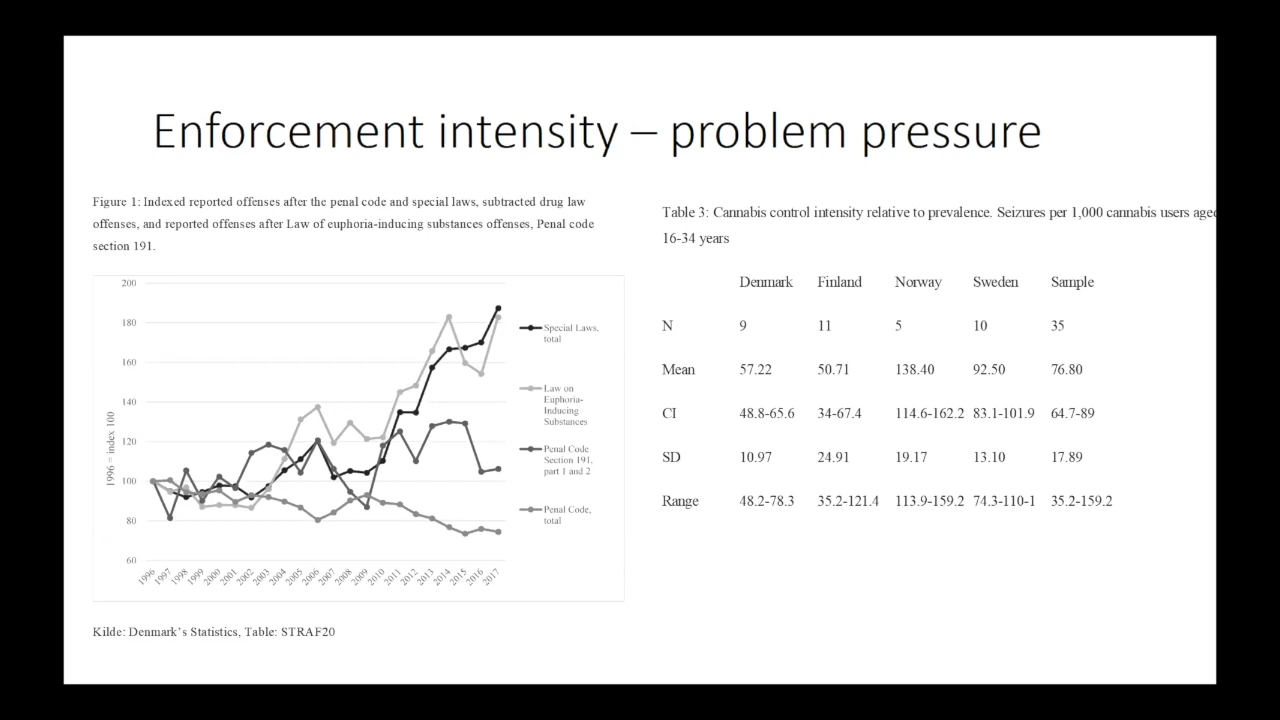 Enforcement intensity – problem pressure
Figure 1: Indexed reported offenses after the penal code and special laws, subtracted drug law
offenses, and reported offenses after Law of euphoria-inducing substances offenses, Penal code
section 191.
200
180
160
140
120
100
80
60
1996 = index 100
1996 1997 1998 1999 2000 2001 2002 2003 2004 2005 2006 2007 2008 2009 2010 2011 2012 2013 2014 2015 2016 2017
Special Laws,
total
Law on
Euphoria-
Inducing
Substances
Penal Code
Section 191,
part 1 and 2
Penal Code,
total
Kilde: Denmark's Statistics, Table: STRAF20
Table 3: Cannabis control intensity relative to prevalence. Seizures per 1,000 cannabis users aged
16-34 years
Denmark Finland Norway Sweden Sample
N 9 11 5 10 35
Mean 57.22 50.71 138.40 92.50 76.80
CI 48.8-65.6 34-67.4 114.6-162.2 83.1-101.9 64.7-89
SD 10.97 24.91 19.17 13.10 17.89
Range 48.2-78.3 35.2-121.4 113.9-159.2 74.3-110-1 35.2-159.2